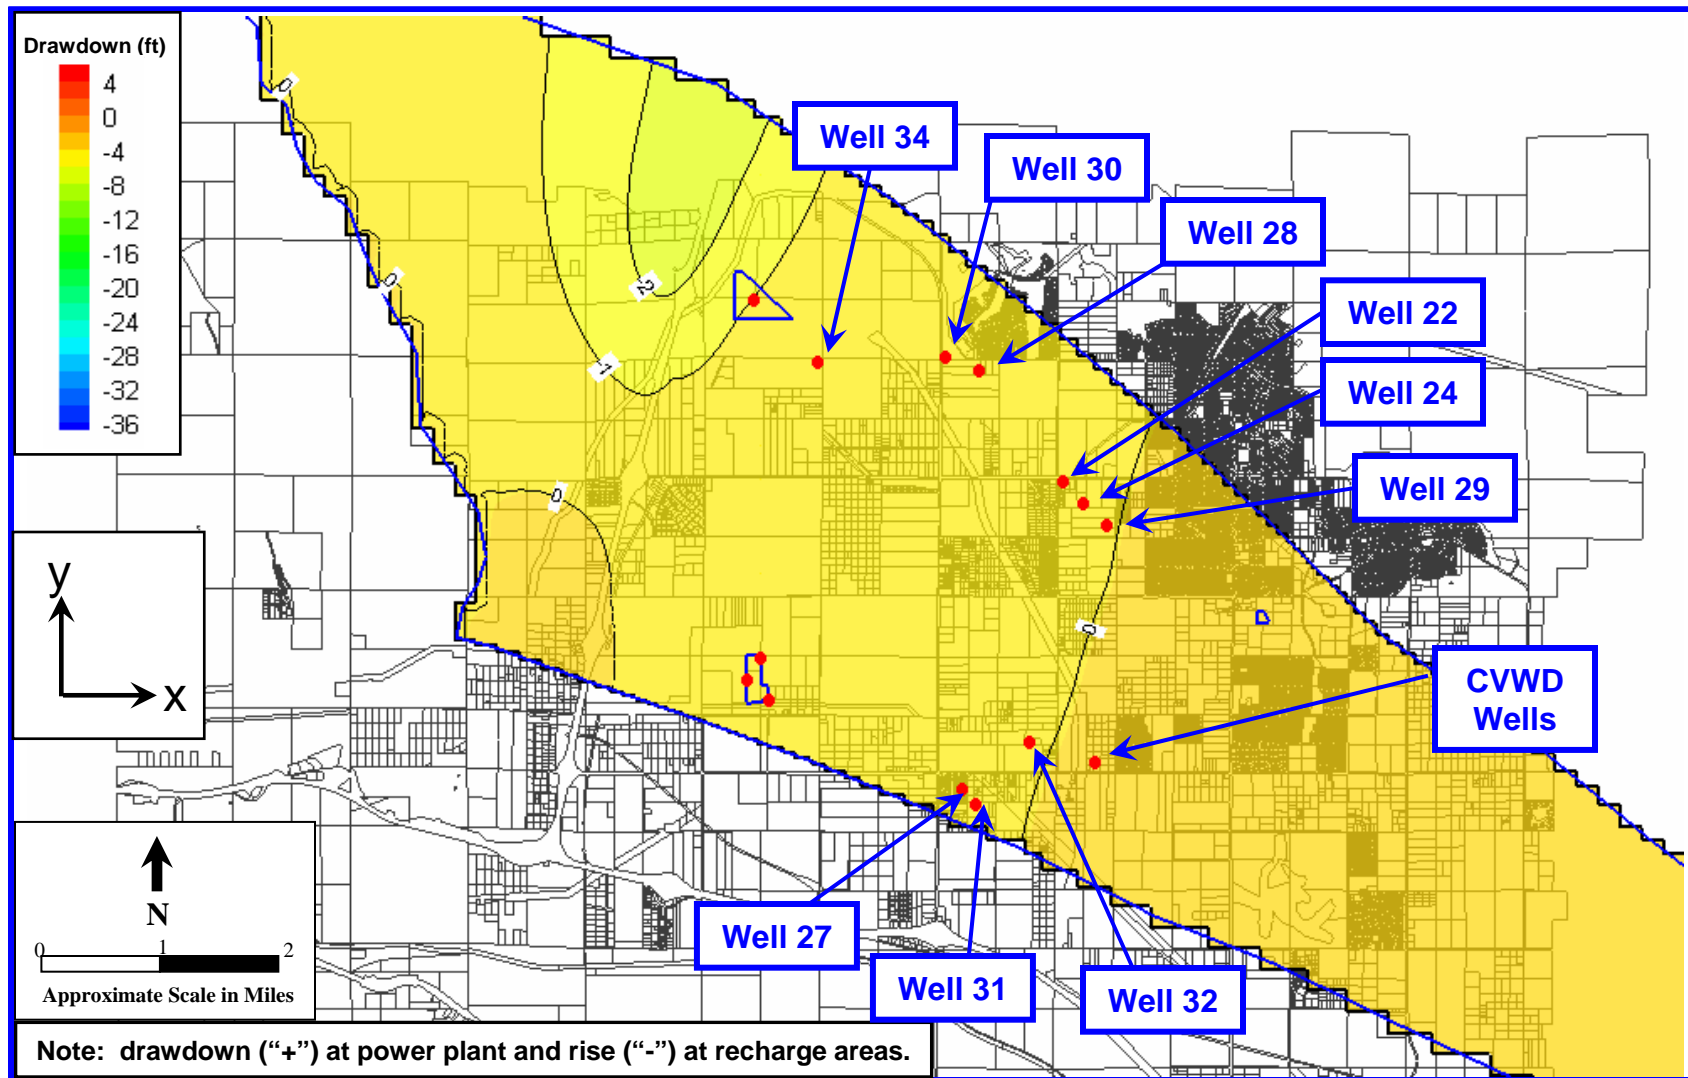 Drawdown (ft)
4
0
-4
-8
-12
-16
-20
-24
-28
-32
-36
0
Well 34
Well 30
Well 28
0
-2
Well 22
-1
Well 24
Well 29
0
y
x
0
CVWD
Wells
N
0 1 2
Approximate Scale in Miles
Well 27
Well 31
Well 32
Note: drawdown (“+”) at power plant and rise (“-”) at recharge areas.